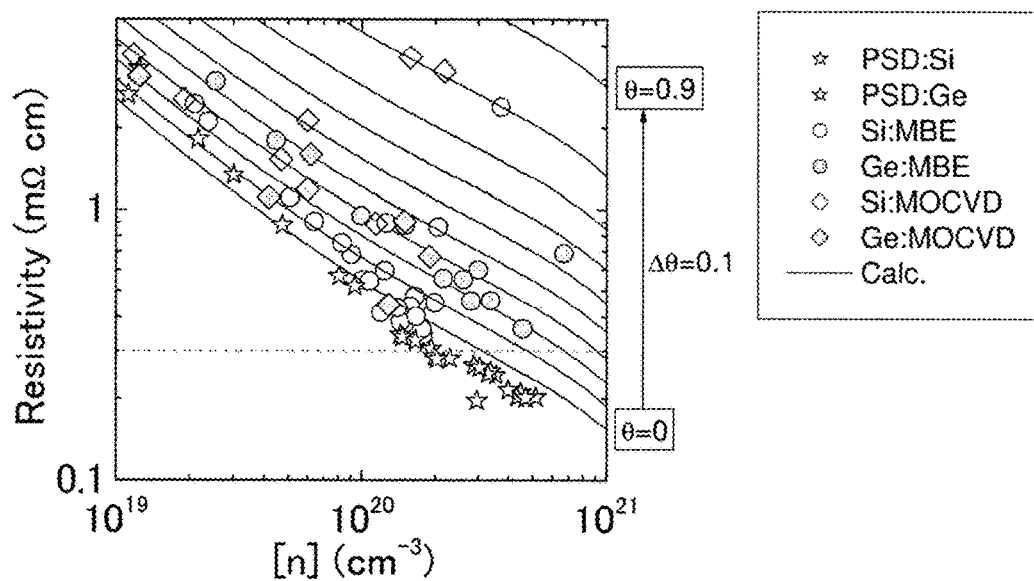 Resistivity (mΩ cm)
1
0.1
10^19
10^20
10^21
[n] (cm^-3)
θ=0.9
Δθ=0.1
θ=0
PSD:Si
PSD:Ge
Si:MBE
Ge:MBE
Si:MOCVD
Ge:MOCVD
Calc.